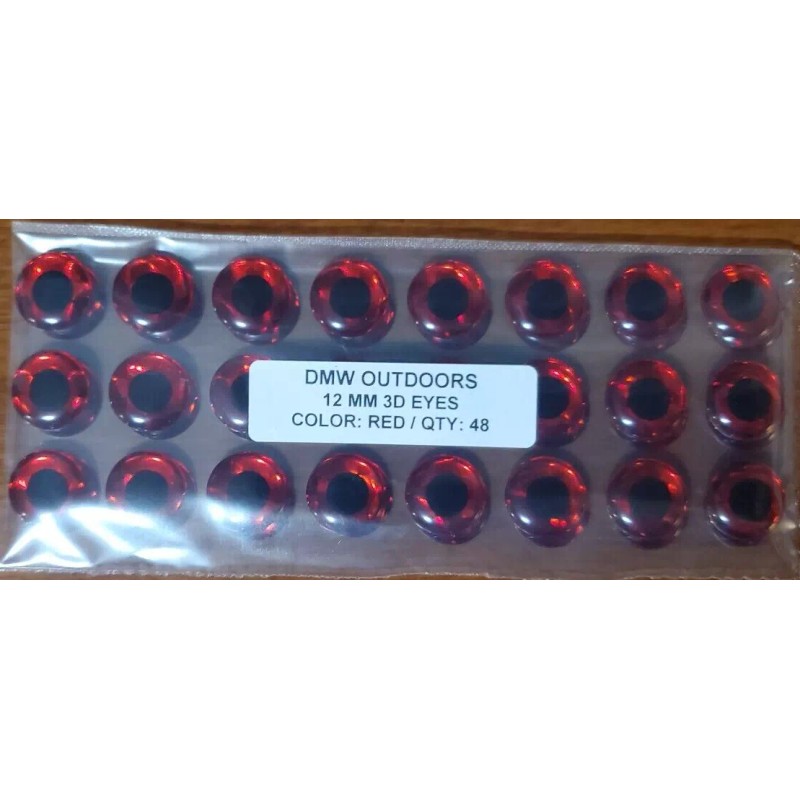 DMW OUTDOORS
12 MM 3D EYES
COLOR: RED / QTY: 48